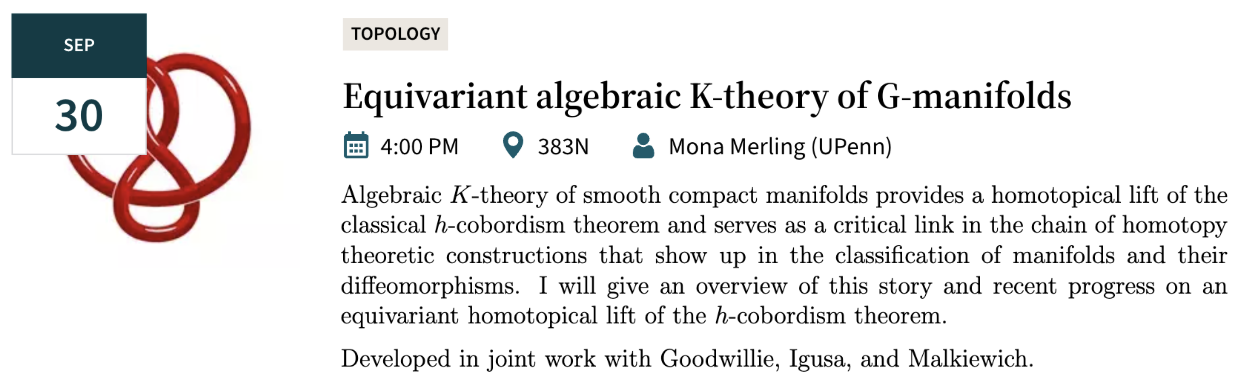 SEP
30
TOPOLOGY
Equivariant algebraic K-theory of G-manifolds
4:00 PM 383N Mona Merling (UPenn)
Algebraic K-theory of smooth compact manifolds provides a homotopical lift of the
classical h-cobordism theorem and serves as a critical link in the chain of homotopy
theoretic constructions that show up in the classification of manifolds and their
diffeomorphisms. I will give an overview of this story and recent progress on an
equivariant homotopical lift of the h-cobordism theorem.
Developed in joint work with Goodwillie, Igusa, and Malkiewich.